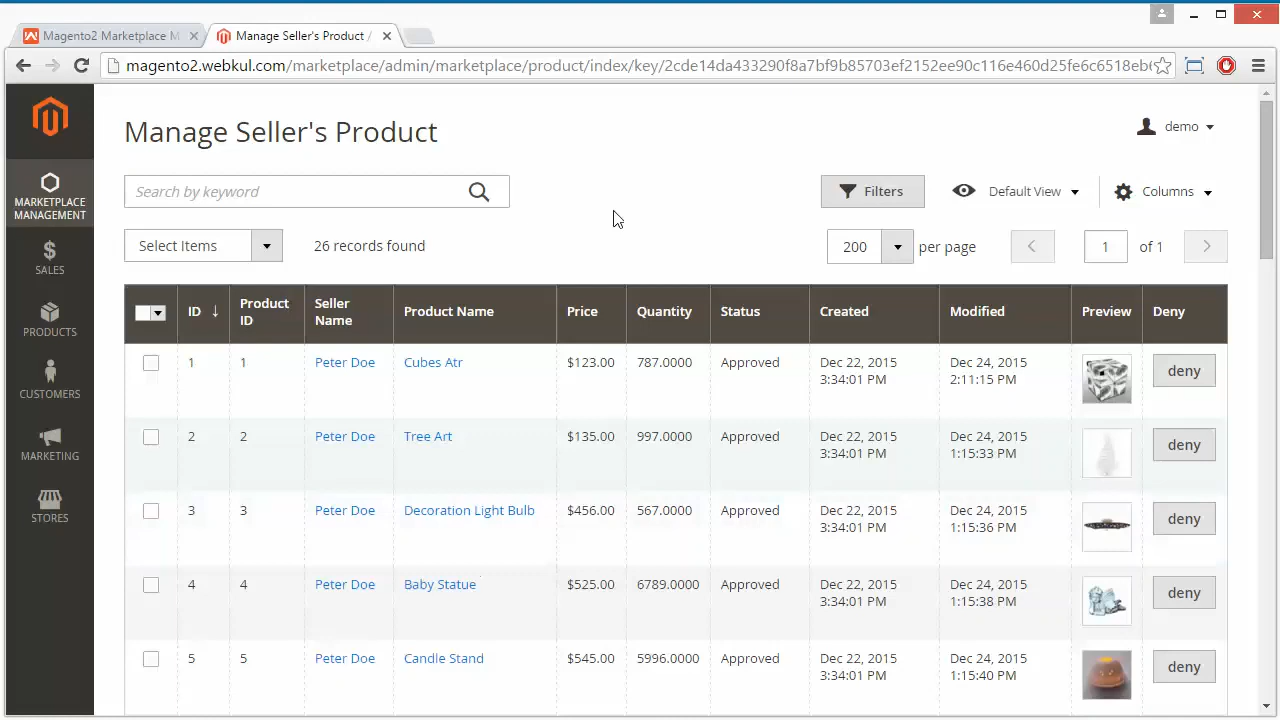 Magento2 Marketplace M
Manage Seller's Product /
magento2.webkul.com/marketplace/admin/marketplace/product/index/key/2cde14da433290f8a7bf9b85703ef2152ee90c116e460d25fe6c6518eb6
Manage Seller's Product
demo
Search by keyword
Filters
Default View
Columns
Select Items
26 records found
200
per page
1
of 1
MARKETPLACE
MANAGEMENT
SALES
PRODUCTS
CUSTOMERS
MARKETING
STORES
ID ↓ Product ID Seller Name Product Name Price Quantity Status Created Modified Preview Deny
1 1 Peter Doe Cubes Atr $123.00 787.0000 Approved Dec 22, 2015 3:34:01 PM Dec 24, 2015 2:11:15 PM deny
2 2 Peter Doe Tree Art $135.00 997.0000 Approved Dec 22, 2015 3:34:01 PM Dec 24, 2015 1:15:33 PM deny
3 3 Peter Doe Decoration Light Bulb $456.00 567.0000 Approved Dec 22, 2015 3:34:01 PM Dec 24, 2015 1:15:36 PM deny
4 4 Peter Doe Baby Statue $525.00 6789.0000 Approved Dec 22, 2015 3:34:01 PM Dec 24, 2015 1:15:38 PM deny
5 5 Peter Doe Candle Stand $545.00 5996.0000 Approved Dec 22, 2015 3:34:01 PM Dec 24, 2015 1:15:40 PM deny